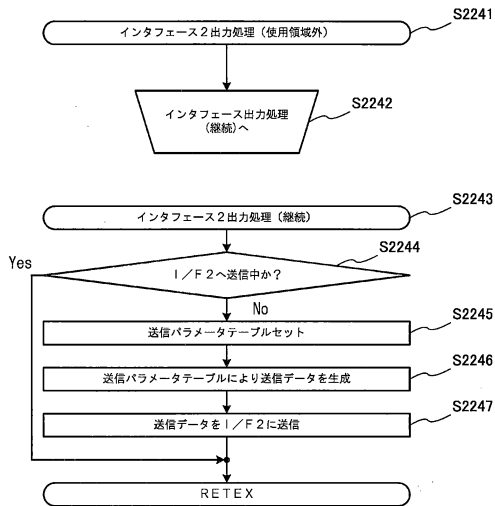 インタフェース2出力処理(使用領域外)
S2241
インタフェース出力処理
(継続)へ
S2242
インタフェース2出力処理(継続)
S2243
I/F2へ送信中か?
S2244
Yes
No
送信パラメータテーブルセット
S2245
送信パラメータテーブルにより送信データを生成
S2246
送信データをI/F2に送信
S2247
RETEX